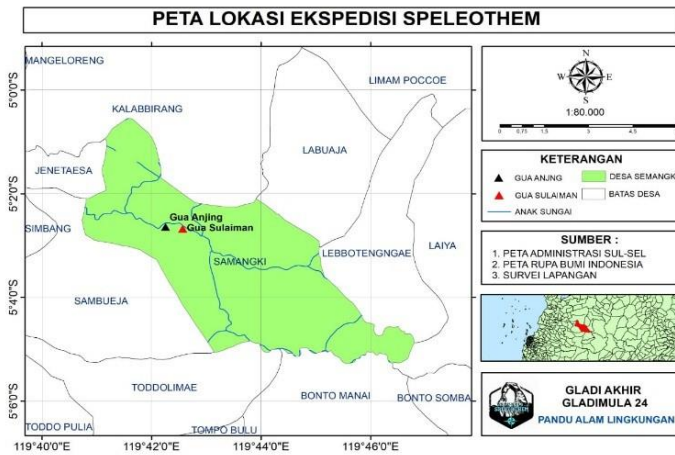 PETA LOKASI EKSPEDISI SPELEOTHEM
MANGELORENG
LIMAM POCCOE
KALABBIRANG
LABUAJA
JENETAESA
SIMBANG
Gua Anjing
Gua Sulaiman
SAMANGKI
LEBBOTENGNGAE
LAIYA
SAMBUEJA
TODDOLIMAE
BONTO MANAI
BONTO SOMBA
TODDO PULIA
TOMPO BULU
5°0'0"S
5°2'0"S
5°4'0"S
5°6'0"S
119°40'0"E
119°42'0"E
119°44'0"E
119°46'0"E
N
W
E
S
1:80.000
0 0.75 1.5 3 4.5
KETERANGAN
GUA ANJNG
DESA SEMANGK
GUA SULAIMAN
BATAS DESA
ANAK SUNGAI
SUMBER :
1. PETA ADMINISTRASI SUL-SEL
2. PETA RUPA BUMI INDONESIA
3. SURVEI LAPANGAN
GLADI AKHIR
GLADIMULA 24
PANDU ALAM LINGKUNGAN